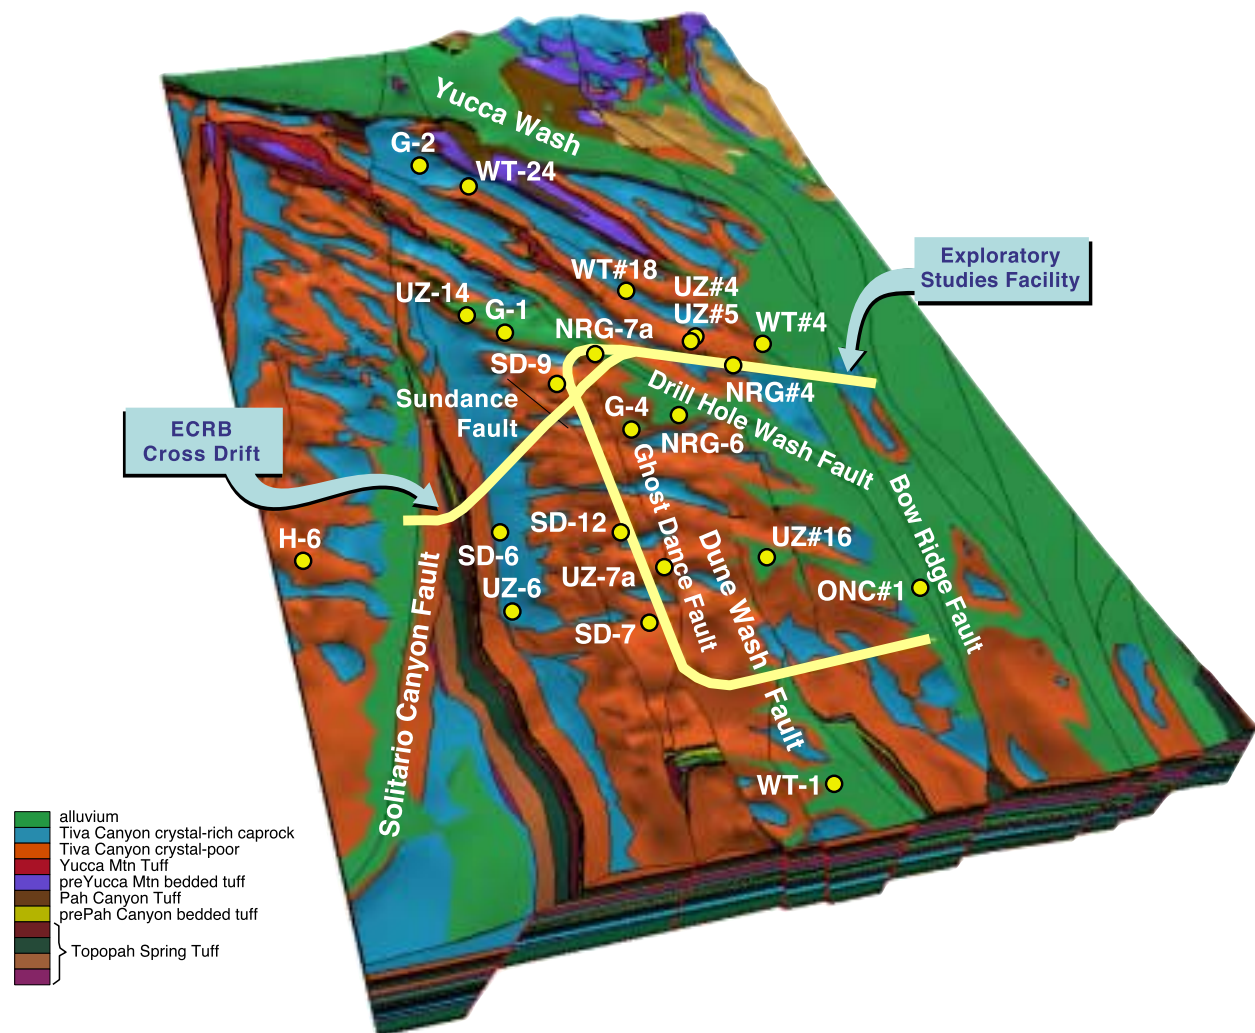 Yucca Wash
G-2
WT-24
Exploratory
Studies Facility
WT#18
UZ#4
UZ-14
G-1
UZ#5
WT#4
NRG-7a
SD-9
NRG#4
Sundance
Fault
G-4
Drill Hole Wash Fault
NRG-6
ECRB
Cross Drift
Ghost Dance Fault
Bow Ridge Fault
SD-12
Dune Wash
Fault
UZ#16
H-6
SD-6
UZ-7a
UZ-6
ONC#1
SD-7
Solitario Canyon Fault
WT-1
alluvium
Tiva Canyon crystal-rich caprock
Tiva Canyon crystal-poor
Yucca Mtn Tuff
preYucca Mtn bedded tuff
Pah Canyon Tuff
prePah Canyon bedded tuff
Topopah Spring Tuff